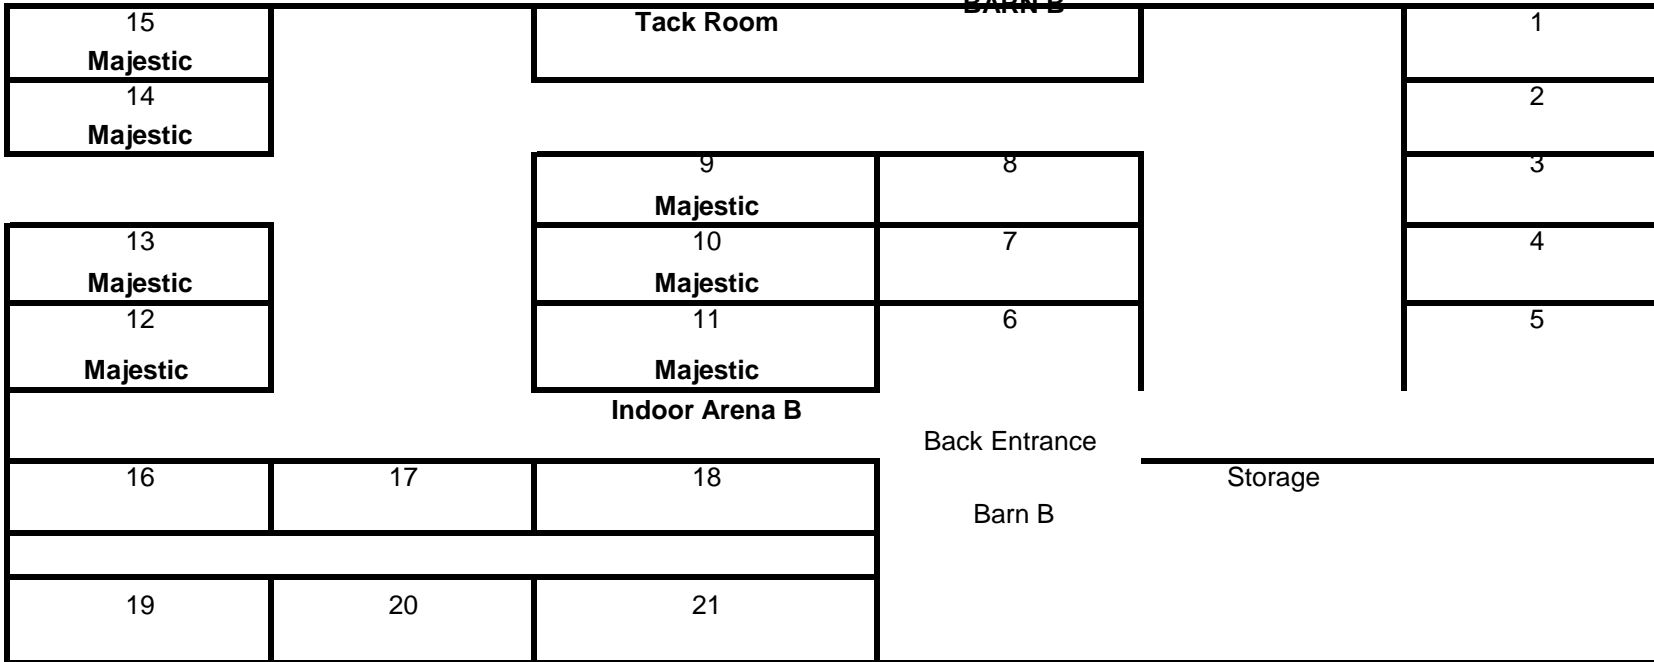 BARN B
15 Tack Room 1
Majestic
14 2
Majestic
9 8 3
Majestic
13 10 7 4
Majestic Majestic
12 11 6 5
Majestic Majestic
Indoor Arena B
Back Entrance
16 17 18 Storage
Barn B
19 20 21